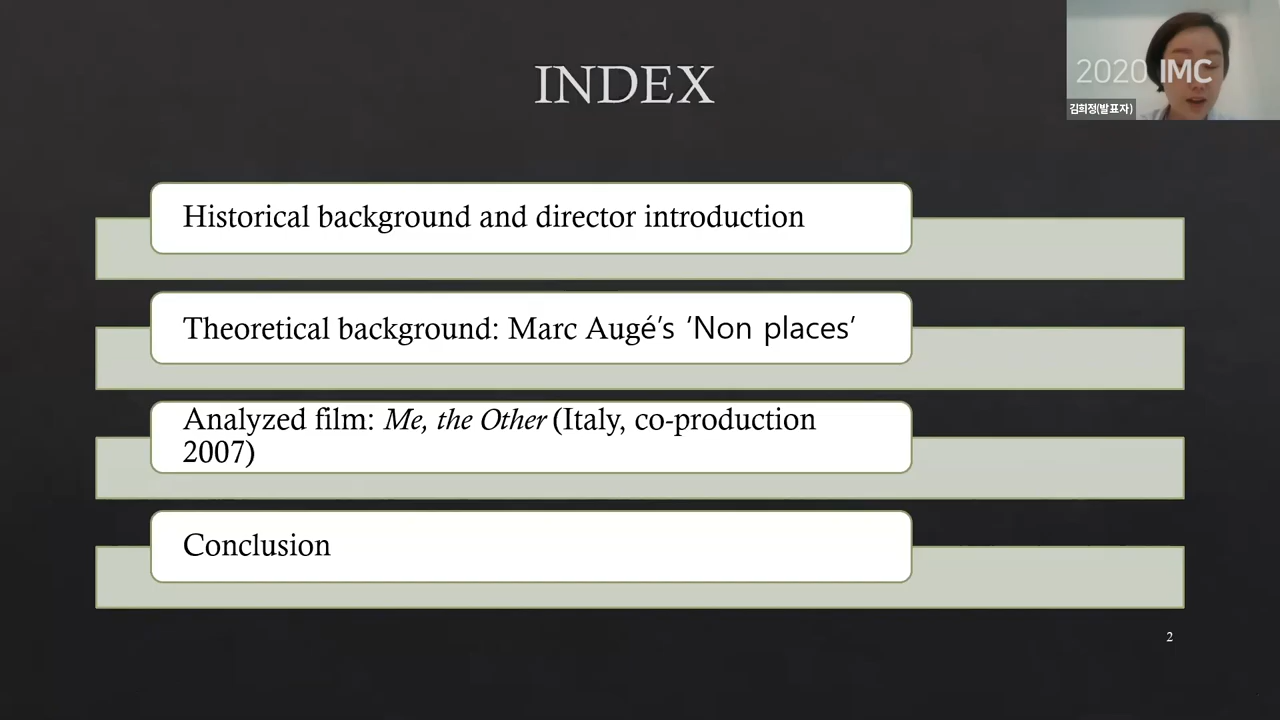 INDEX
2020 IMC
김희정(발표자)
Historical background and director introduction
Theoretical background: Marc Augé’s ‘Non places’
Analyzed film: Me, the Other (Italy, co-production
2007)
Conclusion
2